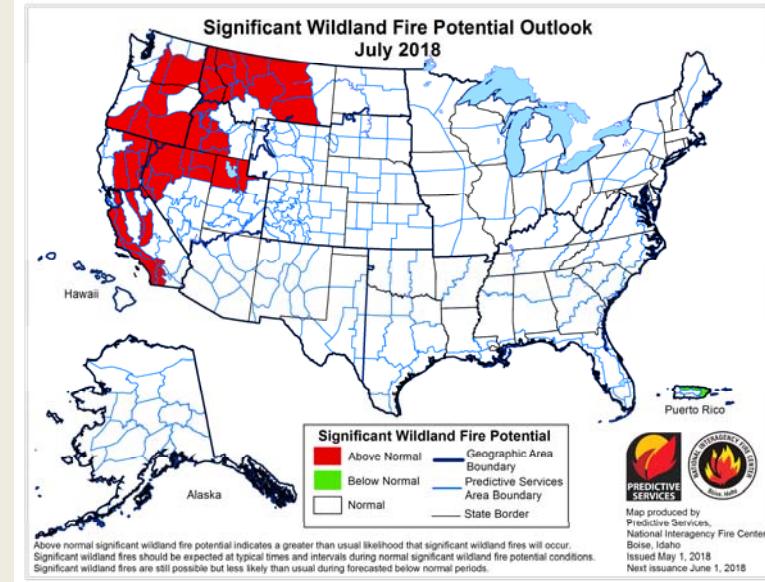 Significant Wildland Fire Potential Outlook
July 2018
Hawaii
Alaska
Puerto Rico
Significant Wildland Fire Potential
Above Normal
Below Normal
Normal
Geographic Area
Boundary
Predictive Services
Area Boundary
State Border
PREDICTIVE
SERVICES
NATIONAL INTERAGENCY FIRE CENTER
Boise, Idaho
Map produced by
Predictive Services,
National Interagency Fire Center
Boise, Idaho
Issued May 1, 2018
Next issuance June 1, 2018
Above normal significant wildland fire potential indicates a greater than usual likelihood that significant wildland fires will occur.
Significant wildland fires should be expected at typical times and intervals during normal significant wildland fire potential conditions.
Significant wildland fires are still possible but less likely than usual during forecasted below normal periods.